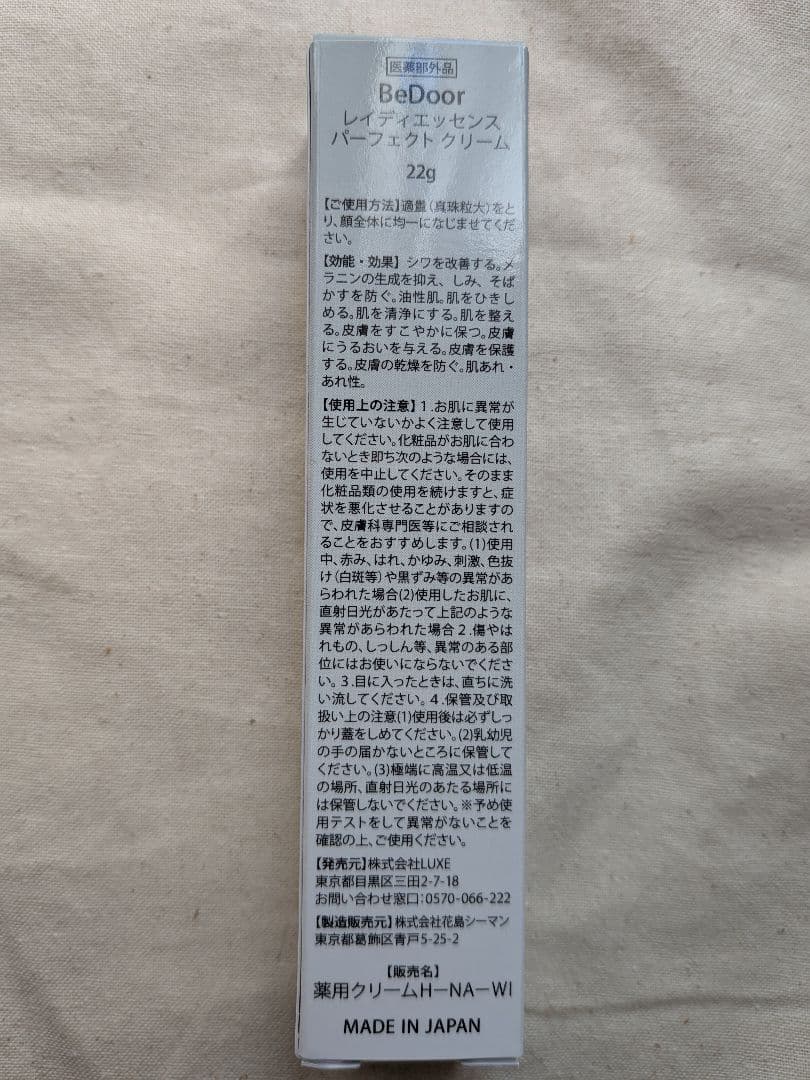 医薬部外品
BeDoor
レイディエッセンス
パーフェクト クリーム
22g
【ご使用方法】適量(真珠粒大)をと
り、顔全体に均一になじませてくだ
さい。
【効能・効果】 シワを改善する。メ
ラニンの生成を抑え、しみ、そば
かすを防ぐ。油性肌。肌をひきし
める。肌を清浄にする。肌を整え
る。皮膚をすこやかに保つ。皮膚
にうるおいを与える。皮膚を保護
する。皮膚の乾燥を防ぐ。肌あれ・
あれ性。
【使用上の注意】1.お肌に異常が
生じていないかよく注意して使用
してください。化粧品がお肌に合わ
ないとき即ち次のような場合には、
使用を中止してください。そのまま
化粧品類の使用を続けますと、症
状を悪化させることがありますの
で、皮膚科専門医等にご相談され
ることをおすすめします。(1)使用
中、赤み、はれ、かゆみ、刺激、色抜
け(白斑等)や黒ずみ等の異常があ
らわれた場合(2)使用したお肌に、
直射日光があたって上記のような
異常があらわれた場合 2.傷やは
れもの、しっしん等、異常のある部
位にはお使いにならないでくださ
い。3.目に入ったときは、直ちに洗
い流してください。4.保管及び取
扱い上の注意(1)使用後は必ずしっ
かり蓋をしめてください。(2)乳幼児
の手の届かないところに保管して
ください。(3)極端に高温又は低温
の場所、直射日光のあたる場所に
は保管しないでください。※予め使
用テストをして異常がないことを
確認の上、ご使用ください。
【発売元】株式会社LUXE
東京都目黒区三田2-7-18
お問い合わせ窓口:0570-066-222
【製造販売元】株式会社花島シーマン
東京都葛飾区青戸5-25-2
【販売名】
薬用クリームH－NA－WI
MADE IN JAPAN